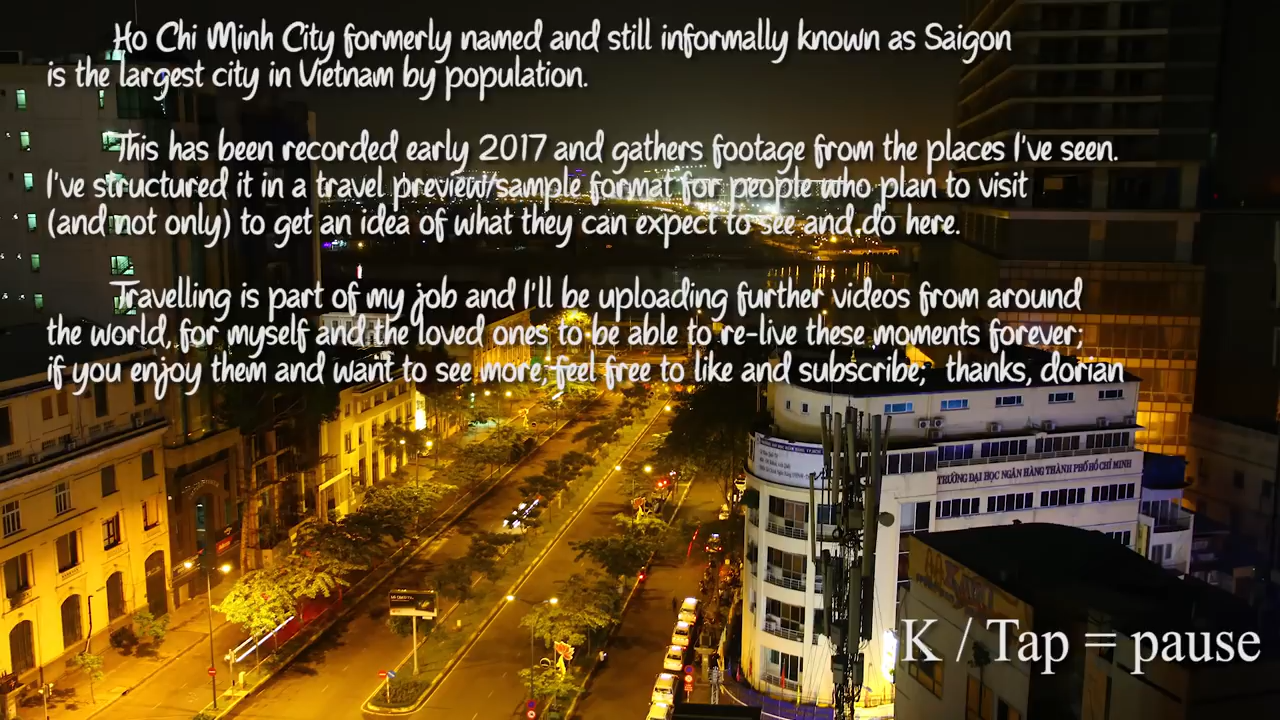 Ho Chi Minh City formerly named and still informally known as Saigon
is the largest city in Vietnam by population.
This has been recorded early 2017 and gathers footage from the places I've seen.
I've structured it in a travel preview/sample format for people who plan to visit
(and not only) to get an idea of what they can expect to see and do here.
Travelling is part of my job and I'll be uploading further videos from around
the world, for myself and the loved ones to be able to re-live these moments forever;
if you enjoy them and want to see more, feel free to like and subscribe; thanks, dorian
TRƯỜNG ĐẠI HỌC NGÂN HÀNG THÀNH PHỐ HỒ CHÍ MINH
K / Tap = pause